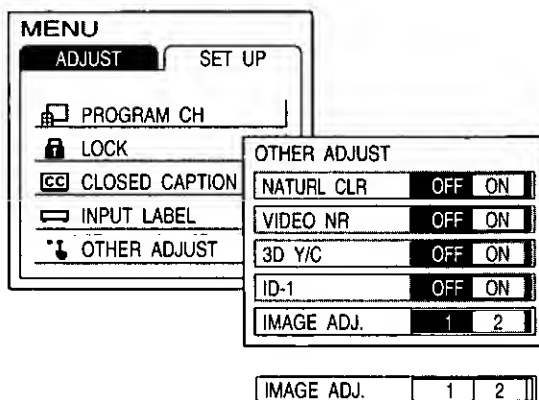 MENU
ADJUST SET UP
PROGRAM CH
LOCK
CC CLOSED CAPTION
INPUT LABEL
OTHER ADJUST
OTHER ADJUST
NATURL CLR OFF ON
VIDEO NR OFF ON
3D Y/C OFF ON
ID-1 OFF ON
IMAGE ADJ. 1 2
IMAGE ADJ. 1 2